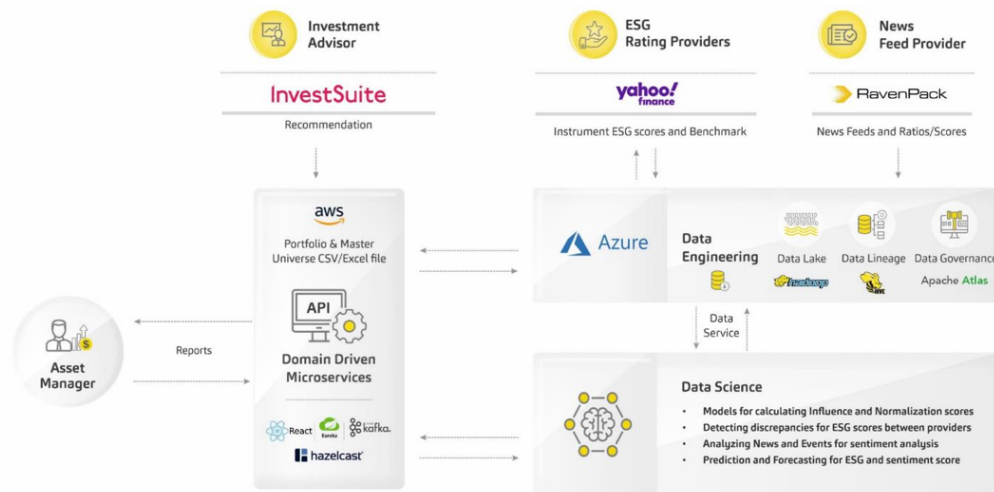 Investment
Advisor
InvestSuite
Recommendation
ESG
Rating Providers
yahoo!
finance
Instrument ESG scores and Benchmark
News
Feed Provider
RavenPack
News Feeds and Ratios/Scores
aws
Portfolio & Master
Universe CSV/Excel file
API
Domain Driven
Microservices
React
Eureka
kafka.
hazelcast
Asset
Manager
Reports
Azure
Data
Engineering
Data Lake
hadoop
Data Lineage
HIVE
Data Governance
Apache Atlas
Data
Service
Data Science
• Models for calculating Influence and Normalization scores
• Detecting discrepancies for ESG scores between providers
• Analyzing News and Events for sentiment analysis
• Prediction and Forecasting for ESG and sentiment score